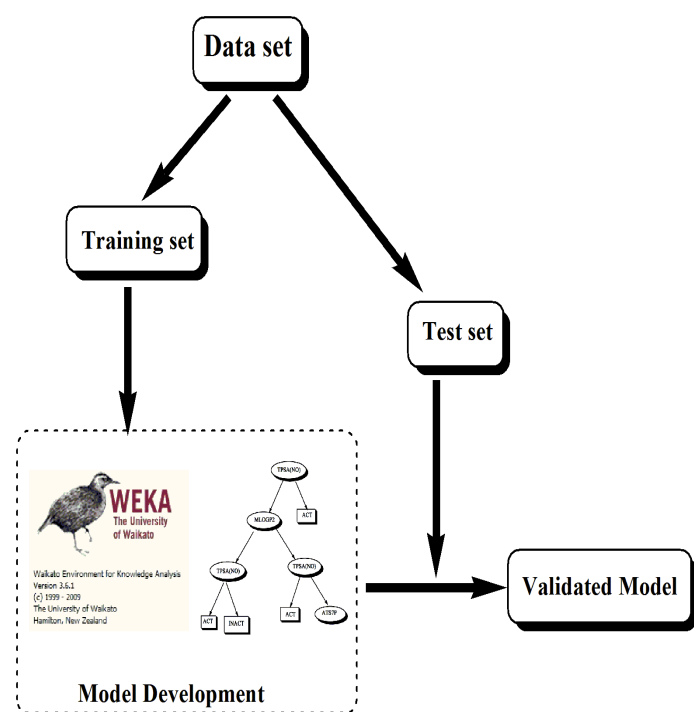 Data set
Training set
Test set
WEKA
The University
of Waikato
Waikato Environment for Knowledge Analysis
Version 3.6.1
(c) 1999 - 2009
The University of Waikato
Hamilton, New Zealand
TPSA(NO)
MLOGP2
ACT
TPSA(NO)
TPSA(NO)
ACT
INACT
ACT
ATS7P
Validated Model
Model Development